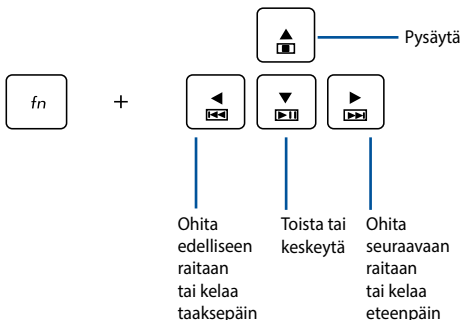 Pysäytä
fn
+
Ohita
edelliseen
raitaan
tai kelaa
taaksepäin
Toista tai
keskeytä
Ohita
seuraavaan
raitaan
tai kelaa
eteenpäin